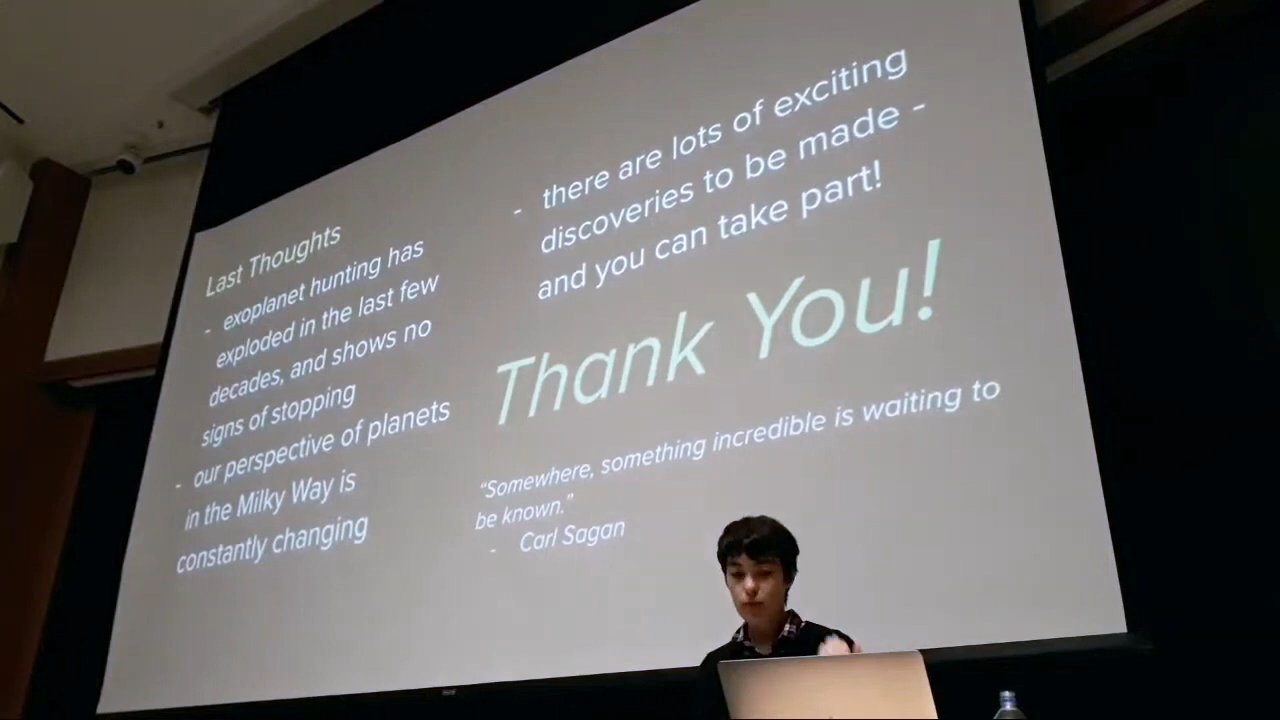 Last Thoughts
- exoplanet hunting has
exploded in the last few
decades, and shows no
signs of stopping
- our perspective of planets
in the Milky Way is
constantly changing
- there are lots of exciting
discoveries to be made -
and you can take part!
Thank You!
“Somewhere, something incredible is waiting to
be known.”
- Carl Sagan